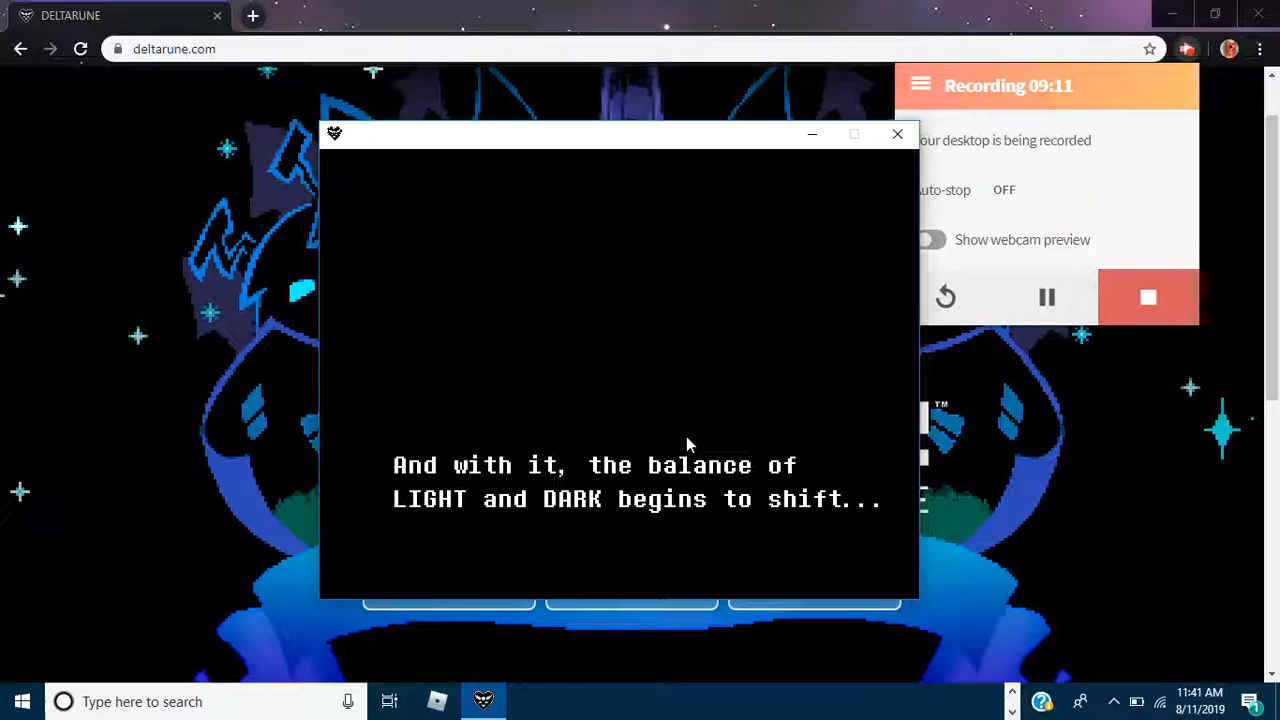 DELTARUNE
deltarune.com
Recording 09:11
our desktop is being recorded
uto-stop OFF
Show webcam preview
TM
And with it, the balance of
LIGHT and DARK begins to shift...
Type here to search
11:41 AM
8/11/2019
1